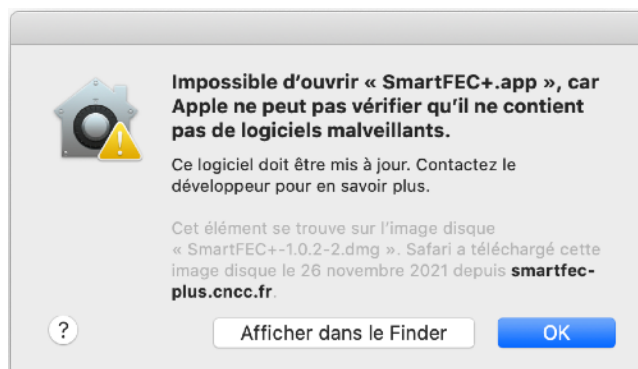 Impossible d’ouvrir « SmartFEC+.app », car
Apple ne peut pas vérifier qu’il ne contient
pas de logiciels malveillants.
Ce logiciel doit être mis à jour. Contactez le
développeur pour en savoir plus.
Cet élément se trouve sur l’image disque
« SmartFEC+-1.0.2-2.dmg ». Safari a téléchargé cette
image disque le 26 novembre 2021 depuis smartfec-
plus.cncc.fr.
? Afficher dans le Finder OK